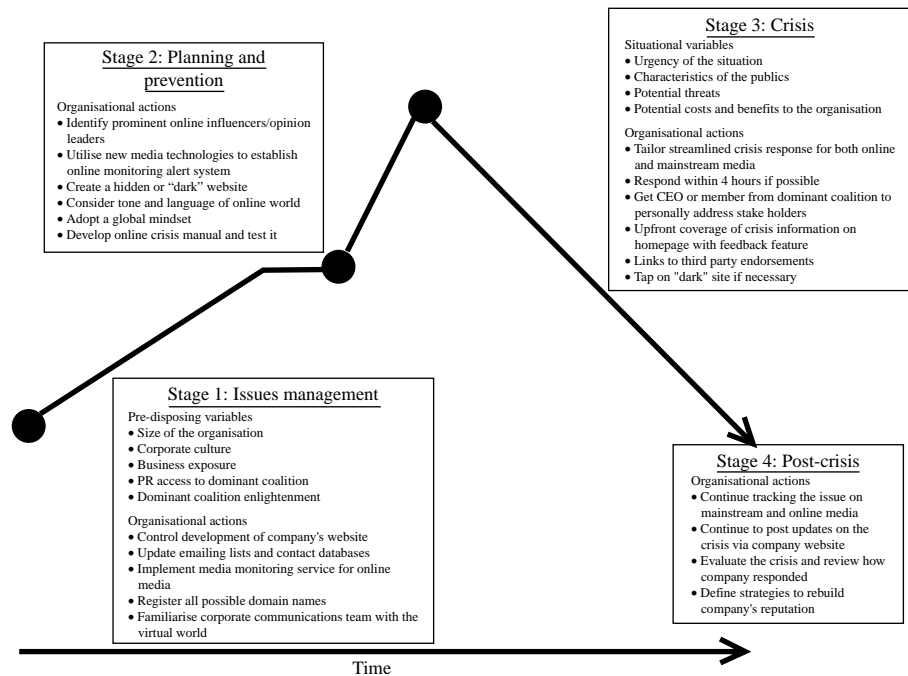 Stage 2: Planning and
prevention
Organisational actions
• Identify prominent online influencers/opinion
leaders
• Utilise new media technologies to establish
online monitoring alert system
• Create a hidden or “dark” website
• Consider tone and language of online world
• Adopt a global mindset
• Develop online crisis manual and test it
Stage 3: Crisis
Situational variables
• Urgency of the situation
• Characteristics of the publics
• Potential threats
• Potential costs and benefits to the organisation
Organisational actions
• Tailor streamlined crisis response for both online
and mainstream media
• Respond within 4 hours if possible
• Get CEO or member from dominant coalition to
personally address stake holders
• Upfront coverage of crisis information on
homepage with feedback feature
• Links to third party endorsements
• Tap on "dark" site if necessary
Stage 1: Issues management
Pre-disposing variables
• Size of the organisation
• Corporate culture
• Business exposure
• PR access to dominant coalition
• Dominant coalition enlightenment
Organisational actions
• Control development of company's website
• Update emailing lists and contact databases
• Implement media monitoring service for online
media
• Register all possible domain names
• Familiarise corporate communications team with the
virtual world
Stage 4: Post-crisis
Organisational actions
• Continue tracking the issue on
mainstream and online media
• Continue to post updates on the
crisis via company website
• Evaluate the crisis and review how
company responded
• Define strategies to rebuild
company's reputation
Time